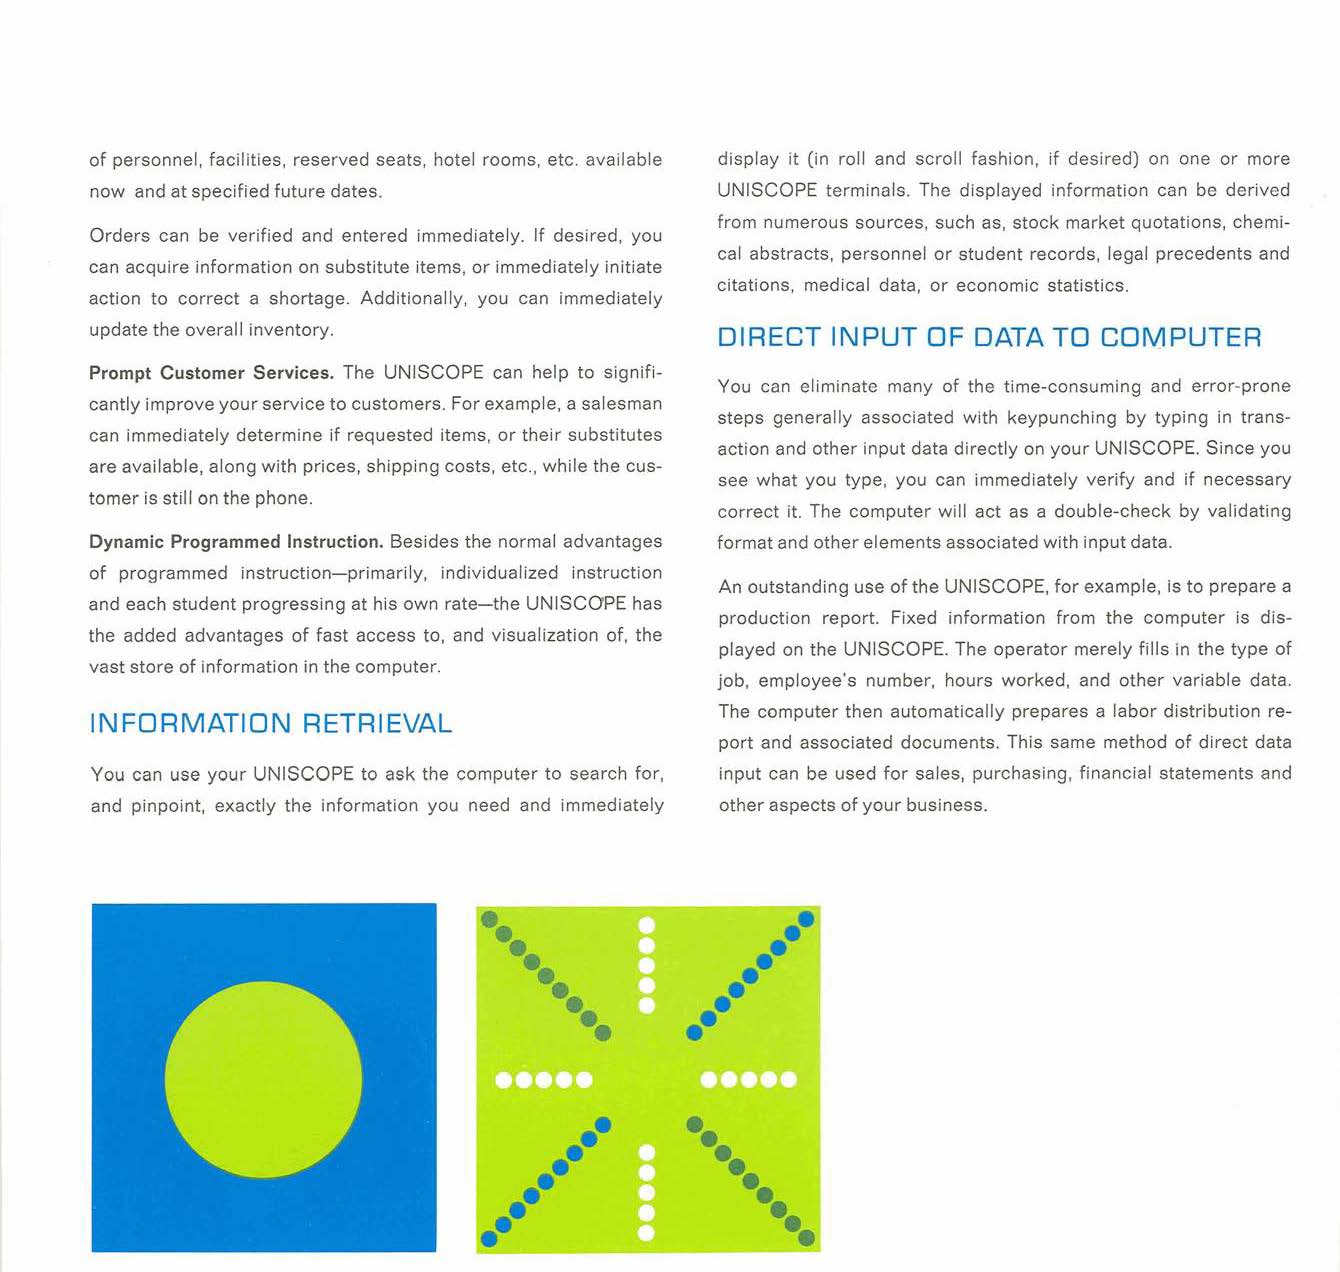 of personnel, facilities, reserved seats, hotel rooms, etc. available
now and at specified future dates.
Orders can be verified and entered immediately. If desired, you
can acquire information on substitute items, or immediately initiate
action to correct a shortage. Additionally, you can immediately
update the overall inventory.
Prompt Customer Services. The UNISCOPE can help to signifi-
cantly improve your service to customers. For example, a salesman
can immediately determine if requested items, or their substitutes
are available, along with prices, shipping costs, etc., while the cus-
tomer is still on the phone.
Dynamic Programmed Instruction. Besides the normal advantages
of programmed instruction—primarily, individualized instruction
and each student progressing at his own rate—the UNISCOPE has
the added advantages of fast access to, and visualization of, the
vast store of information in the computer.
INFORMATION RETRIEVAL
You can use your UNISCOPE to ask the computer to search for,
and pinpoint, exactly the information you need and immediately
display it (in roll and scroll fashion, if desired) on one or more
UNISCOPE terminals. The displayed information can be derived
from numerous sources, such as, stock market quotations, chemi-
cal abstracts, personnel or student records, legal precedents and
citations, medical data, or economic statistics.
DIRECT INPUT OF DATA TO COMPUTER
You can eliminate many of the time-consuming and error-prone
steps generally associated with keypunching by typing in trans-
action and other input data directly on your UNISCOPE. Since you
see what you type, you can immediately verify and if necessary
correct it. The computer will act as a double-check by validating
format and other elements associated with input data.
An outstanding use of the UNISCOPE, for example, is to prepare a
production report. Fixed information from the computer is dis-
played on the UNISCOPE. The operator merely fills in the type of
job, employee's number, hours worked, and other variable data.
The computer then automatically prepares a labor distribution re-
port and associated documents. This same method of direct data
input can be used for sales, purchasing, financial statements and
other aspects of your business.